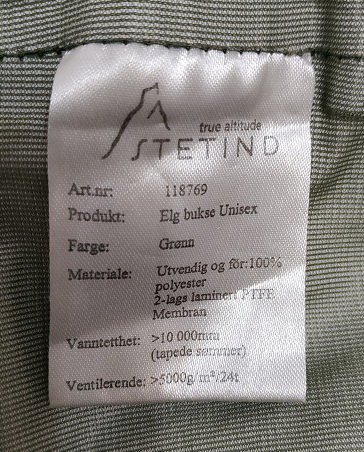 true altitude
STETIND
Art.nr: 118769
Produkt: Elg bukse Unisex
Farge: Grønn
Materiale: Utvendig og fôr:100%
polyester
2-lags laminert PTFE
Membran
Vanntetthet: >10 000mm
(tapede sømmer)
Ventilerende: >5000g/m²/24t